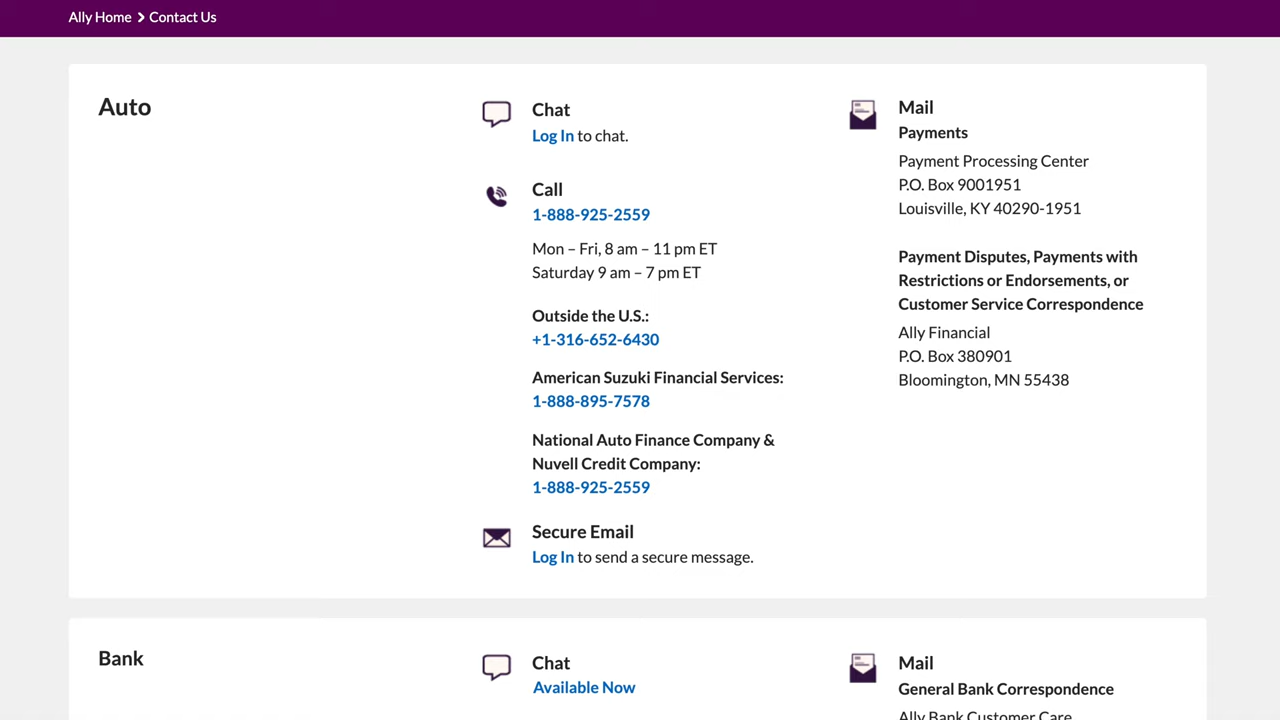 Ally Home > Contact Us
Auto
Chat
Log In to chat.
Call
1-888-925-2559
Mon – Fri, 8 am – 11 pm ET
Saturday 9 am – 7 pm ET
Outside the U.S.:
+1-316-652-6430
American Suzuki Financial Services:
1-888-895-7578
National Auto Finance Company &
Nuvell Credit Company:
1-888-925-2559
Secure Email
Log In to send a secure message.
Mail
Payments
Payment Processing Center
P.O. Box 9001951
Louisville, KY 40290-1951
Payment Disputes, Payments with
Restrictions or Endorsements, or
Customer Service Correspondence
Ally Financial
P.O. Box 380901
Bloomington, MN 55438
Bank
Chat
Available Now
Mail
General Bank Correspondence
Ally Bank Customer Care